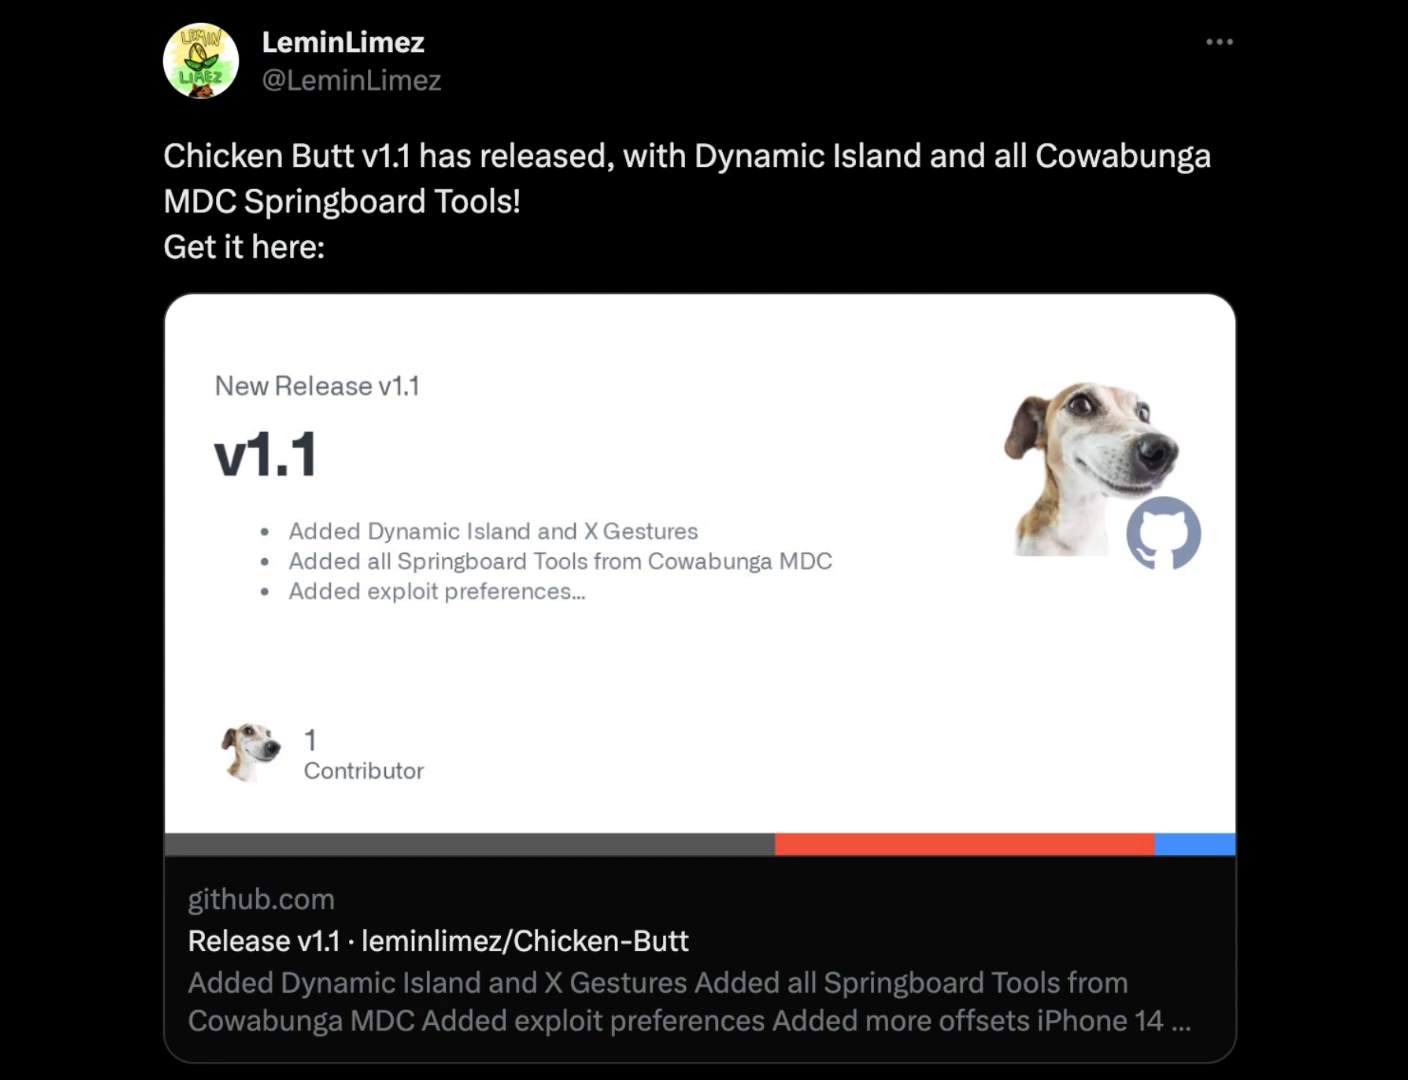 LEMIN
LIMEZ
LeminLimez
@LeminLimez
Chicken Butt v1.1 has released, with Dynamic Island and all Cowabunga
MDC Springboard Tools!
Get it here:
New Release v1.1
v1.1
• Added Dynamic Island and X Gestures
• Added all Springboard Tools from Cowabunga MDC
• Added exploit preferences...
1
Contributor
github.com
Release v1.1 · leminlimez/Chicken-Butt
Added Dynamic Island and X Gestures Added all Springboard Tools from
Cowabunga MDC Added exploit preferences Added more offsets iPhone 14 ...